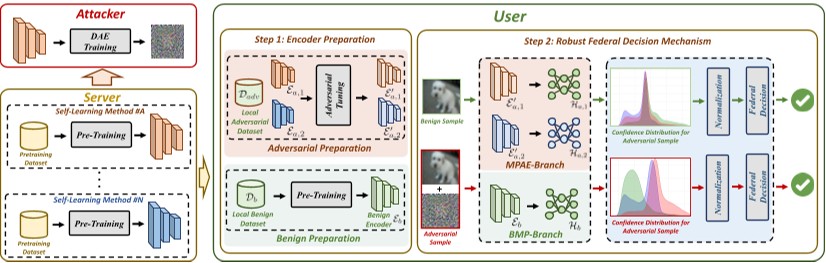 Attacker
DAE
Training
Server
Self-Learning Method #A
Pre-Training
Pretraining
Dataset
Self-Learning Method #N
Pre-Training
Pretraining
Dataset
User
Step 1: Encoder Preparation
D_adv
Local
Adversarial
Dataset
ℰ_a,1
ℰ_a,2
Adversarial
Tuning
ℰ'_a,1
ℰ'_a,2
Adversarial Preparation
D_b
Local Benign
Dataset
Pre-Training
Benign
Encoder
ℰ_b
Benign Preparation
Step 2: Robust Federal Decision Mechanism
Benign Sample
+
Adversarial
Sample
ℰ'_a,1
ℋ_a,1
ℰ'_a,2
ℋ_a,2
MPAE-Branch
ℰ_b
ℋ_b
BMP-Branch
Confidence Distribution for
Adversarial Sample
Normalization
Federal
Decision
Confidence Distribution for
Adversarial Sample
Normalization
Federal
Decision